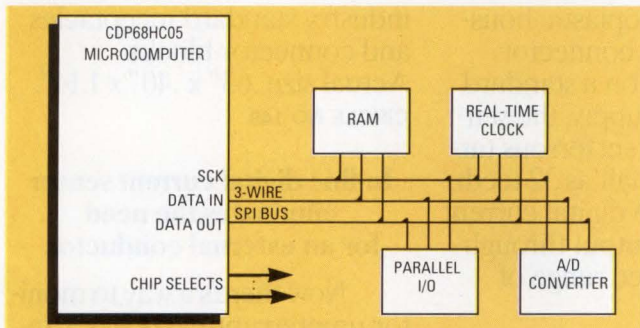 CDP68HC05
MICROCOMPUTER
RAM
REAL-TIME
CLOCK
SCK
DATA IN
DATA OUT
3-WIRE
SPI BUS
CHIP SELECTS
PARALLEL
I/O
A/D
CONVERTER